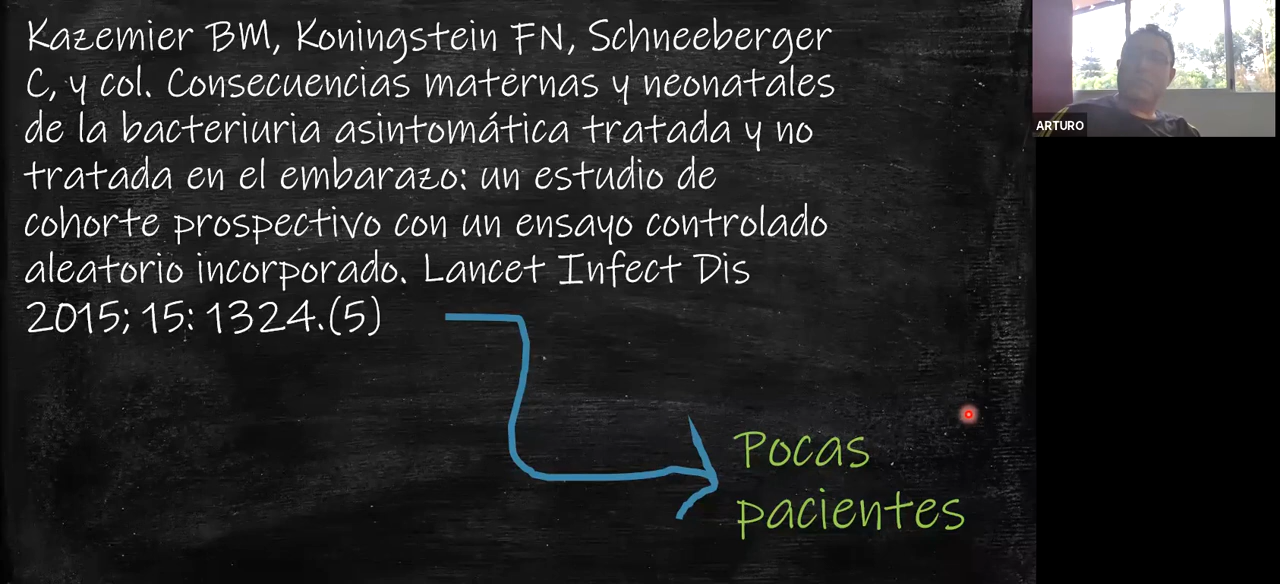 Kazemier BM, Koningstein FN, Schneeberger
C, y col. Consecuencias maternas y neonatales
de la bacteriuria asintomática tratada y no
tratada en el embarazo: un estudio de
cohorte prospectivo con un ensayo controlado
aleatorio incorporado. Lancet Infect Dis
2015; 15: 1324.(5)
Pocas
pacientes
ARTURO